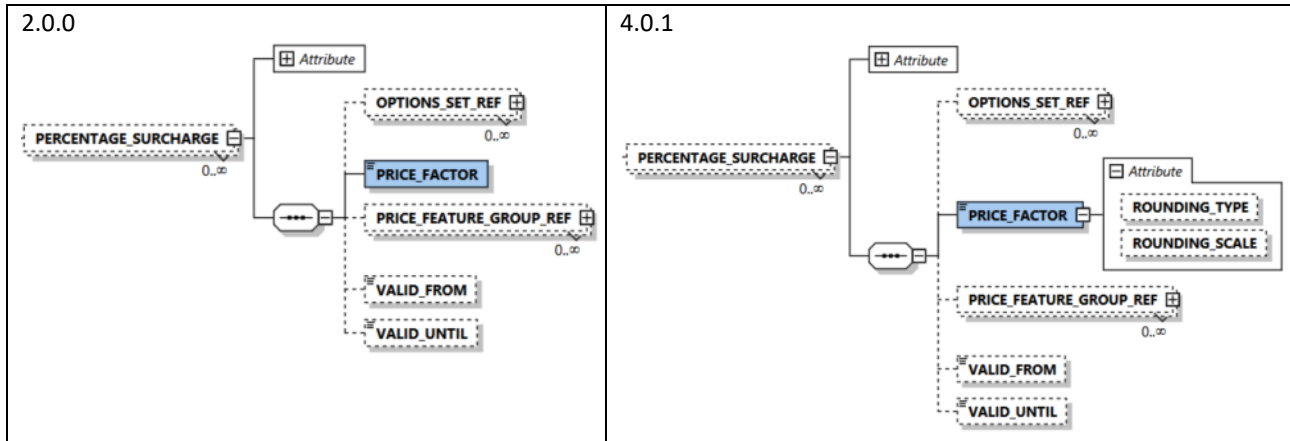 2.0.0
Attribute
OPTIONS_SET_REF
0..∞
PERCENTAGE_SURCHARGE
0..∞
PRICE_FACTOR
PRICE_FEATURE_GROUP_REF
0..∞
VALID_FROM
VALID_UNTIL
4.0.1
Attribute
OPTIONS_SET_REF
0..∞
PERCENTAGE_SURCHARGE
0..∞
Attribute
PRICE_FACTOR
ROUNDING_TYPE
ROUNDING_SCALE
PRICE_FEATURE_GROUP_REF
0..∞
VALID_FROM
VALID_UNTIL